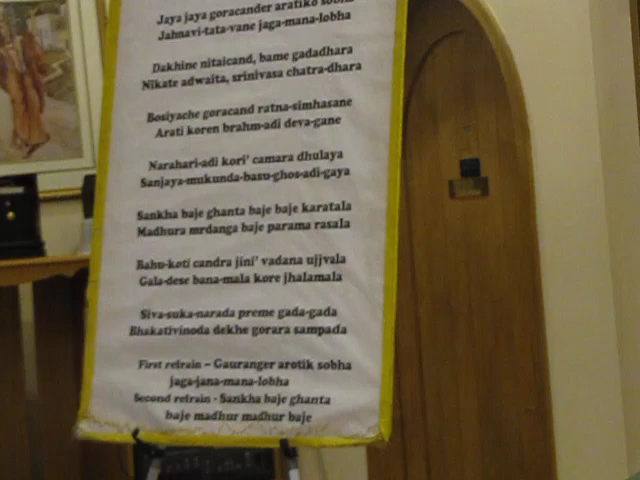 Jaya jaya goracander aratiko sobha
Jahnavi-tata-vane jaga-mana-lobha
Dakhine nitaicand, bame gadadhara
Nikate adwaita, srinivasa chatra-dhara
Bosiyache goracand ratna-simhasane
Arati koren brahm-adi deva-gane
Narahari-adi kori' camara dhulaya
Sanjaya-mukunda-basu-ghos-adi-gaya
Sankha baje ghanta baje baje karatala
Madhura mrdanga baje parama rasala
Bahu-koti candra jini' vadana ujjvala
Gala-dese bana-mala kore jhalamala
Siva-suka-narada preme gada-gada
Bhakativinoda dekhe gorara sampada
First refrain – Gauranger arotik sobha
jaga-jana-mana-lobha
Second refrain - Sankha baje ghanta
baje madhur madhur baje